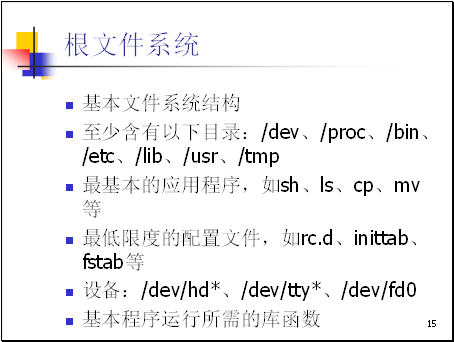 根文件系统
基本文件系统结构
至少含有以下目录：/dev、/proc、/bin、
/etc、/lib、/usr、/tmp
最基本的应用程序，如sh、ls、cp、mv
等
最低限度的配置文件，如rc.d、inittab、
fstab等
设备：/dev/hd*、/dev/tty*、/dev/fd0
基本程序运行所需的库函数
15